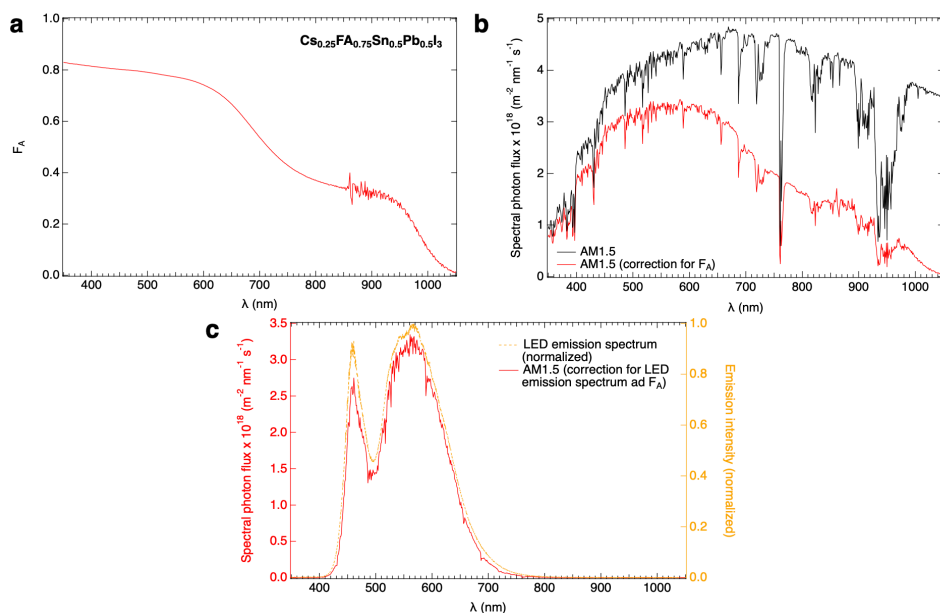 a
Cs0.25FA0.75Sn0.5Pb0.5I3
1.0
0.8
0.6
0.4
0.2
0.0
FA
400
500
600
700
800
900
1000
λ (nm)
b
5
4
3
2
1
0
Spectral photon flux x 10^18 (m^-2 nm^-1 s^-1)
AM1.5
AM1.5 (correction for FA)
400
500
600
700
800
900
1000
λ (nm)
c
3.5
3.0
2.5
2.0
1.5
1.0
0.5
0.0
Spectral photon flux x 10^18 (m^-2 nm^-1 s^-1)
LED emission spectrum
(normalized)
AM1.5 (correction for LED
emission spectrum ad FA)
1.0
0.8
0.6
0.4
0.2
0.0
Emission intensity (normalized)
400
500
600
700
800
900
1000
λ (nm)